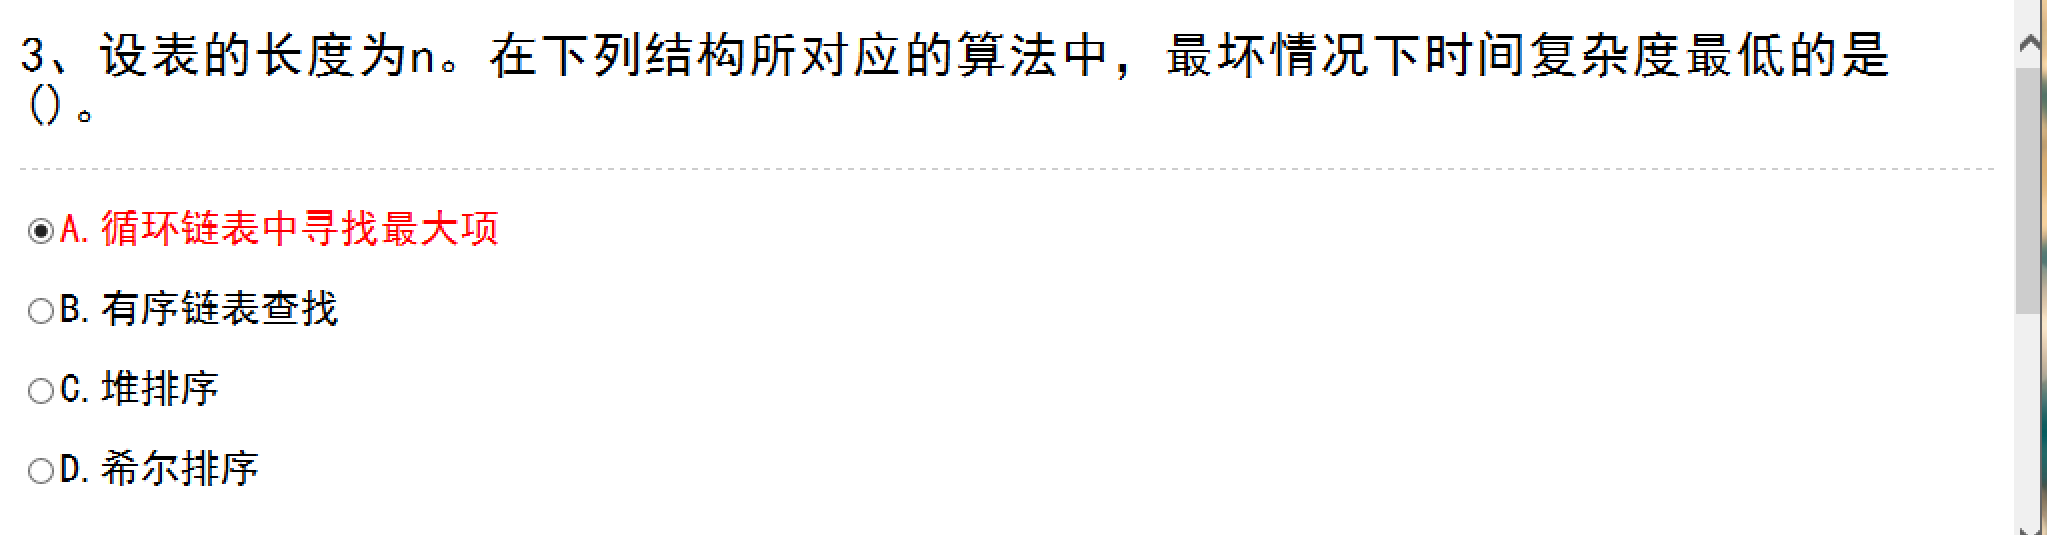 3、设表的长度为n。在下列结构所对应的算法中，最坏情况下时间复杂度最低的是
()。
A. 循环链表中寻找最大项
B. 有序链表查找
C. 堆排序
D. 希尔排序